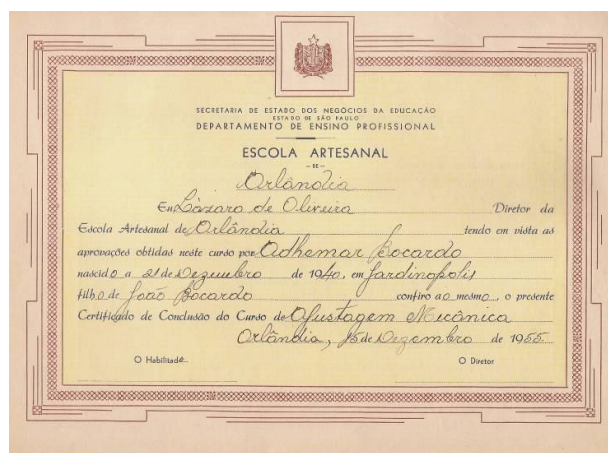 SECRETARIA DE ESTADO DOS NEGÓCIOS DA EDUCAÇÃO
ESTADO DE SÃO PAULO
DEPARTAMENTO DE ENSINO PROFISSIONAL
ESCOLA ARTESANAL
— DE —
Orlândia
Eu Lázaro de Oliveira Diretor da
Escola Artesanal de Orlândia tendo em vista as
aprovações obtidas neste curso por Adhemar Bocardo
nascido a 21 de Dezembro de 1940, em Jardinopolis
filho de João Bocardo confiro ao mesmo, o presente
Certificado de Conclusão do Curso de Ajustagem Mecânica
Orlândia, 15 de Dezembro de 1955.
O Habilitado O Diretor